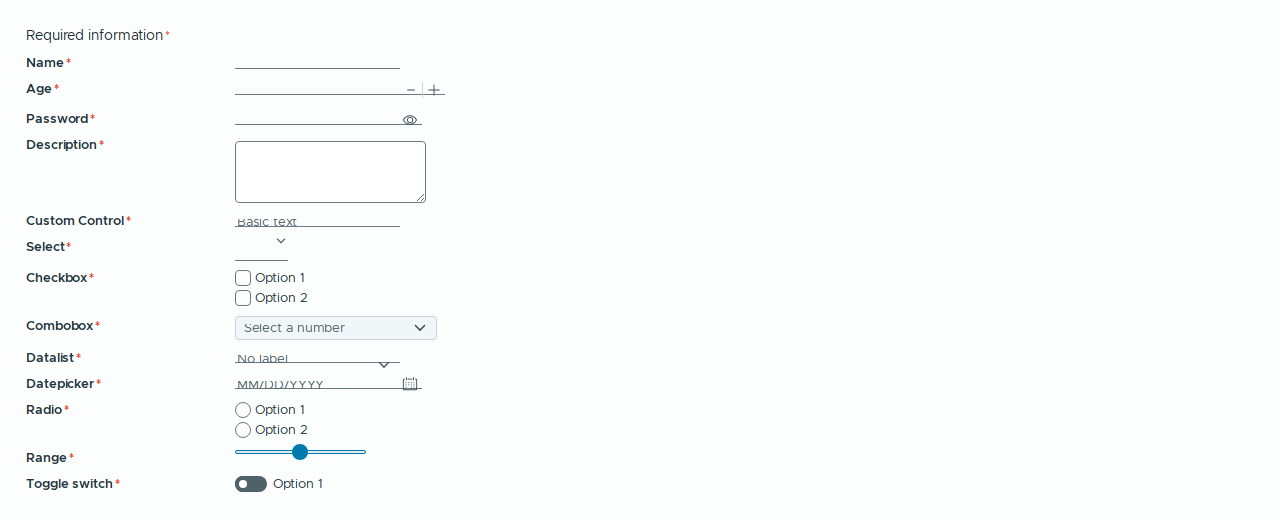 Required information *
Name *
Age *
Password *
Description *
Custom Control * Basic text
Select *
Checkbox * Option 1
Option 2
Combobox * Select a number
Datalist * No label
Datepicker * MM/DD/YYYY
Radio * Option 1
Option 2
Range *
Toggle switch * Option 1